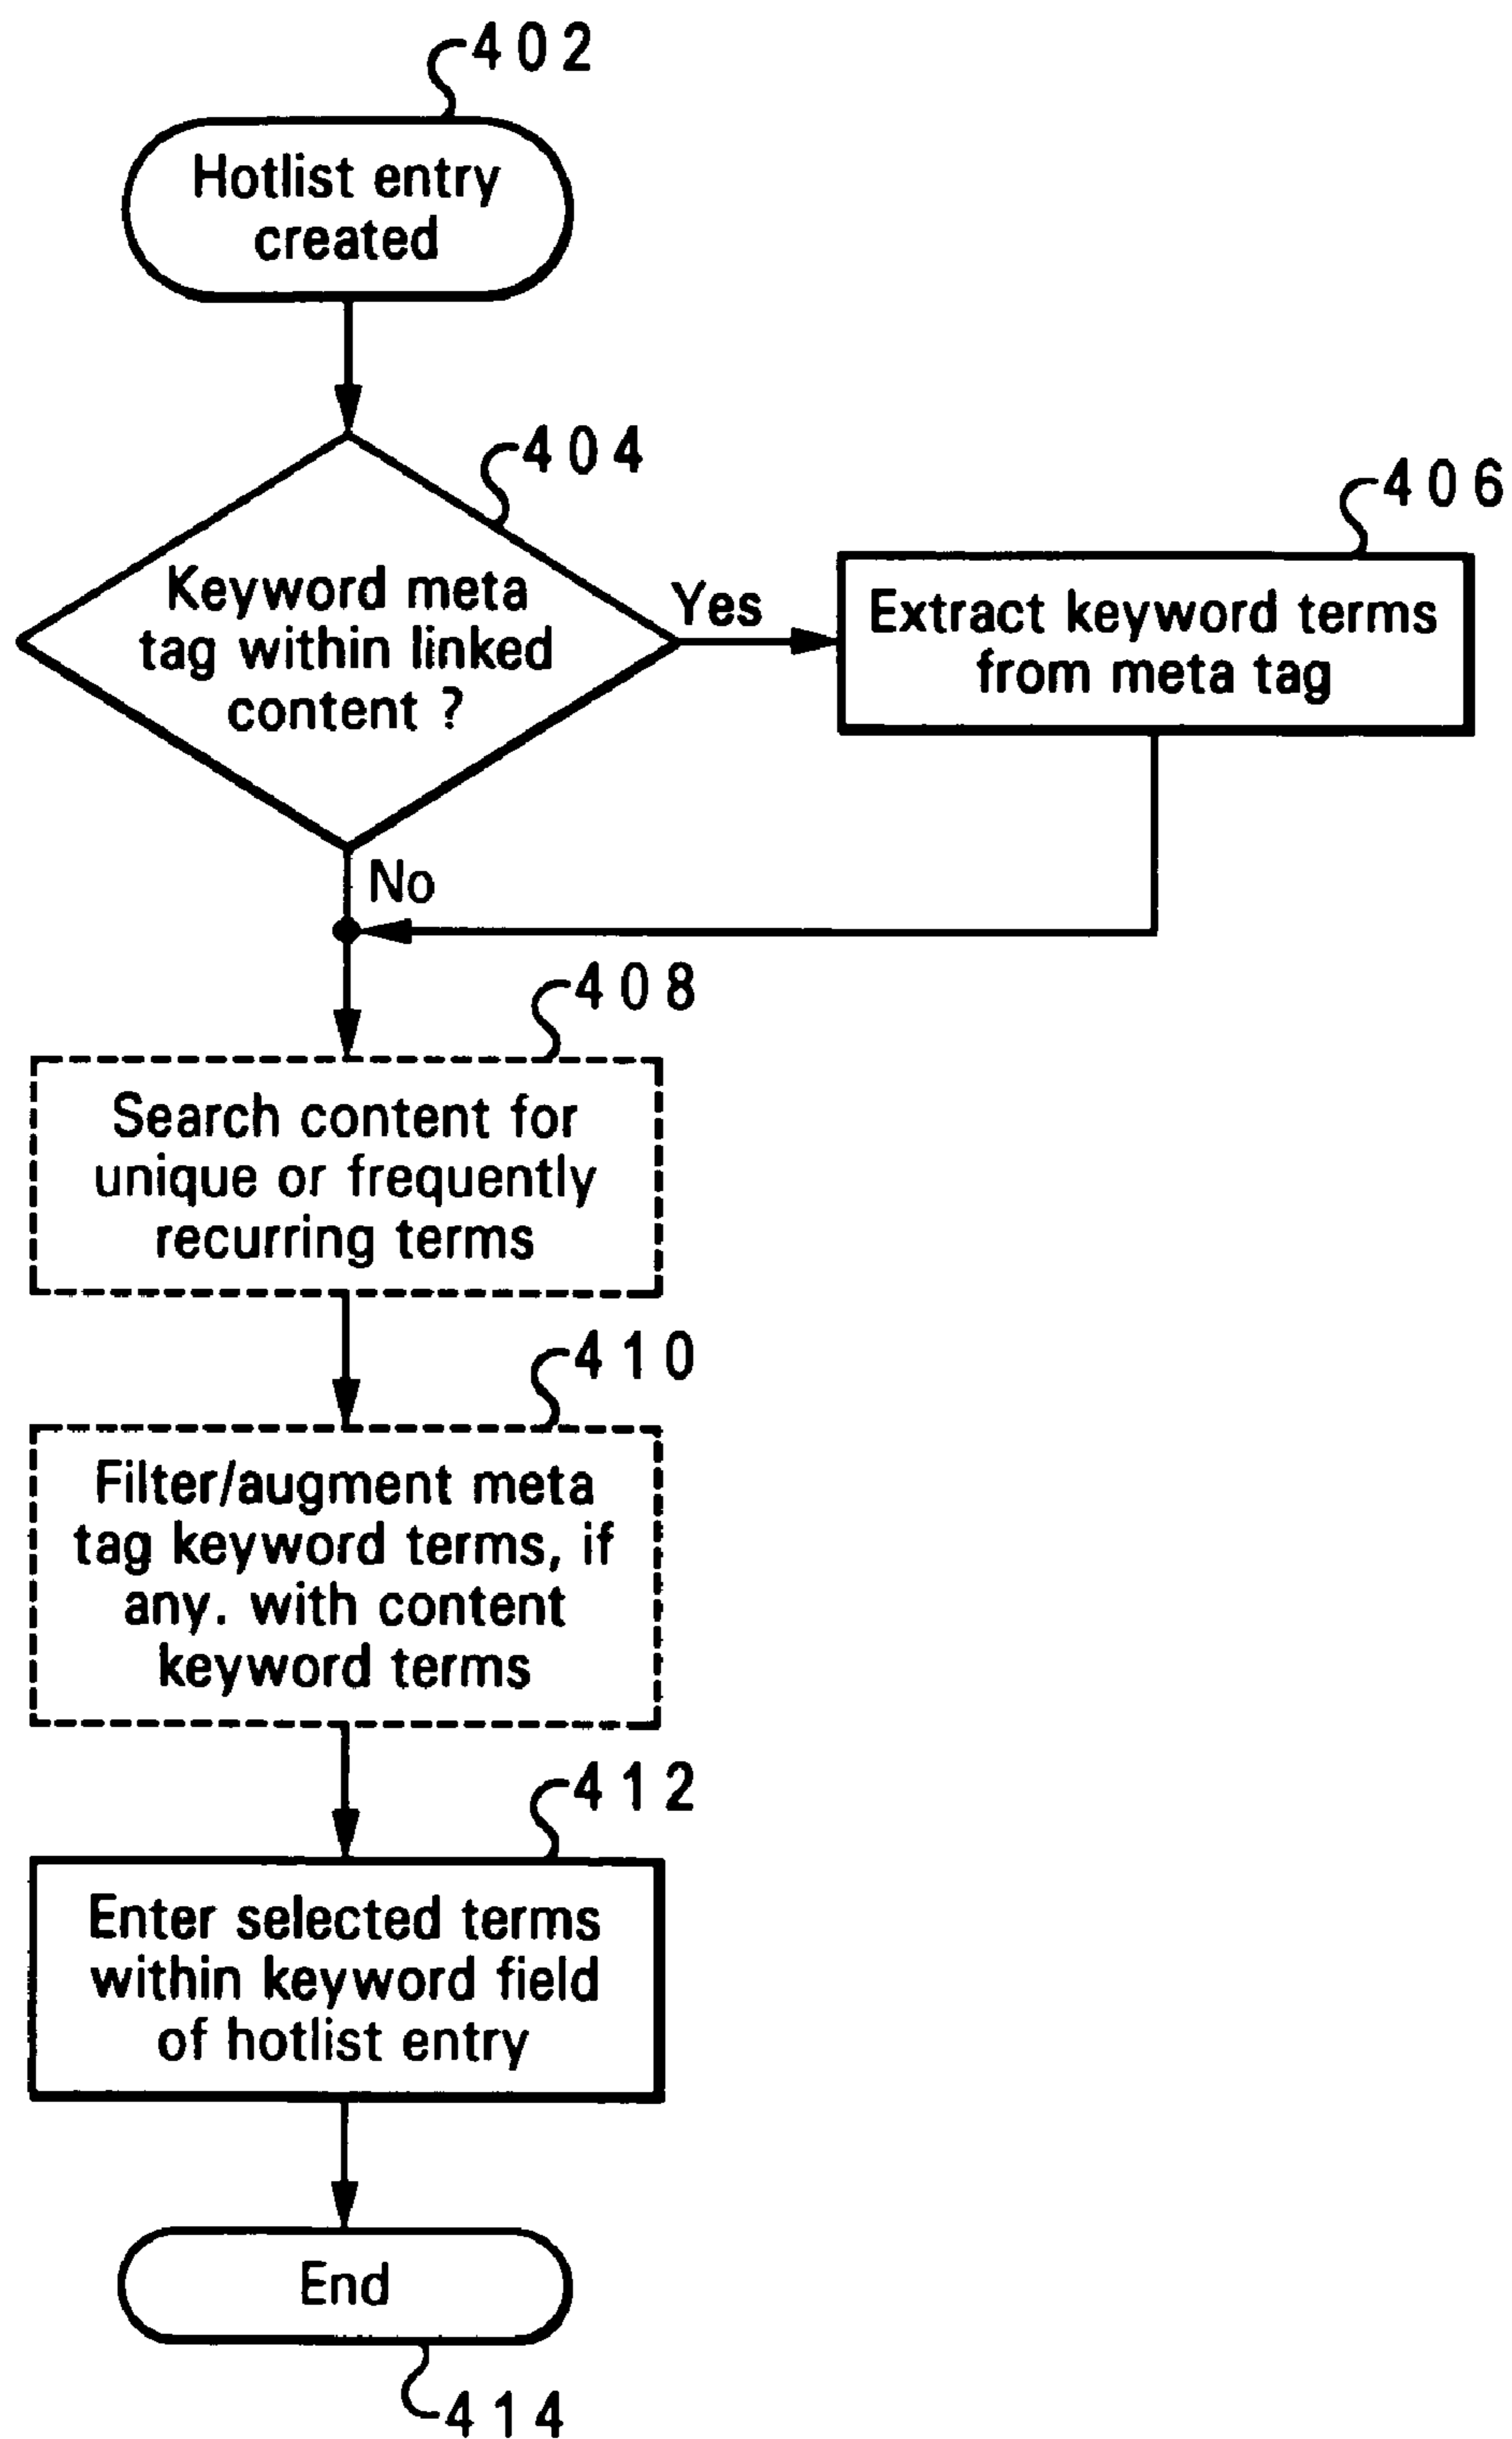 402
Hotlist entry
created
404
Keyword meta
tag within linked
content ?
Yes
406
Extract keyword terms
from meta tag
No
408
Search content for
unique or frequently
recurring terms
410
Filter/augment meta
tag keyword terms, if
any. with content
keyword terms
412
Enter selected terms
within keyword field
of hotlist entry
End
414